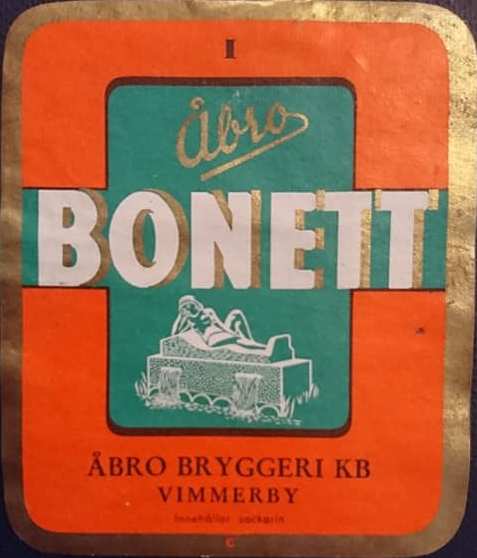 I
Åbro
BONETT
ÅBRO BRYGGERI KB
VIMMERBY
Innehåller sackarin
C